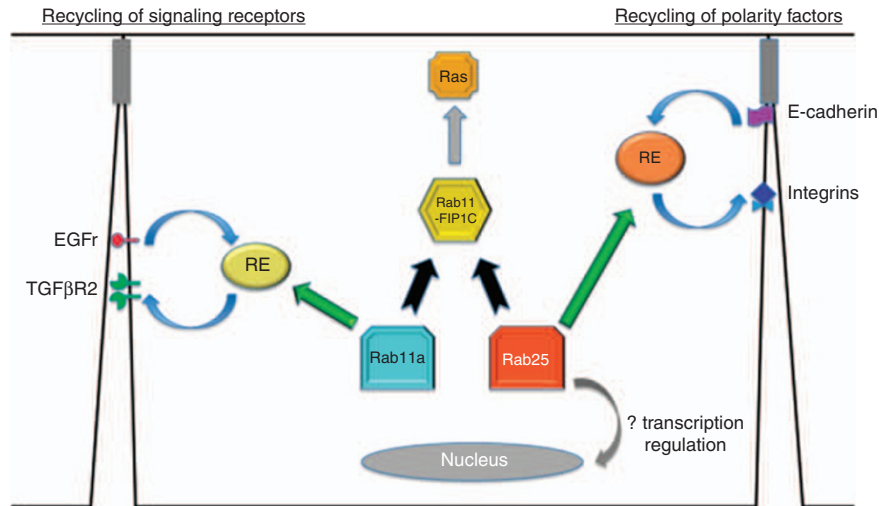 Recycling of signaling receptors
Recycling of polarity factors
Ras
E-cadherin
RE
Rab11
-FIP1C
Integrins
EGFr
RE
TGFβR2
Rab11a
Rab25
? transcription
regulation
Nucleus